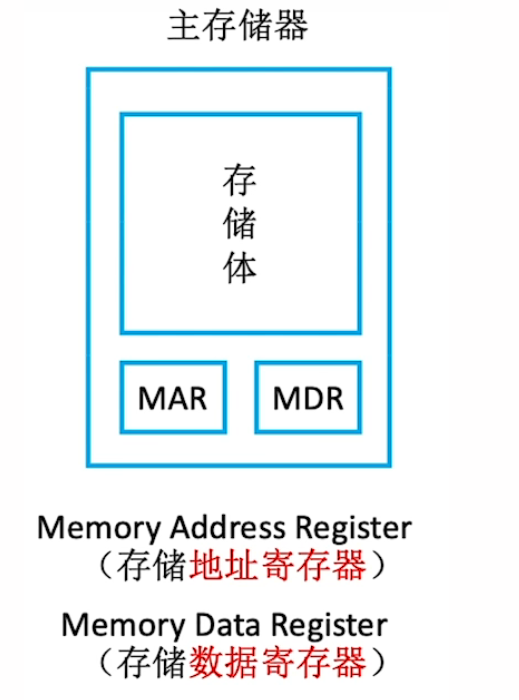 主存储器
存
储
体
MAR MDR
Memory Address Register
（存储地址寄存器）
Memory Data Register
（存储数据寄存器）